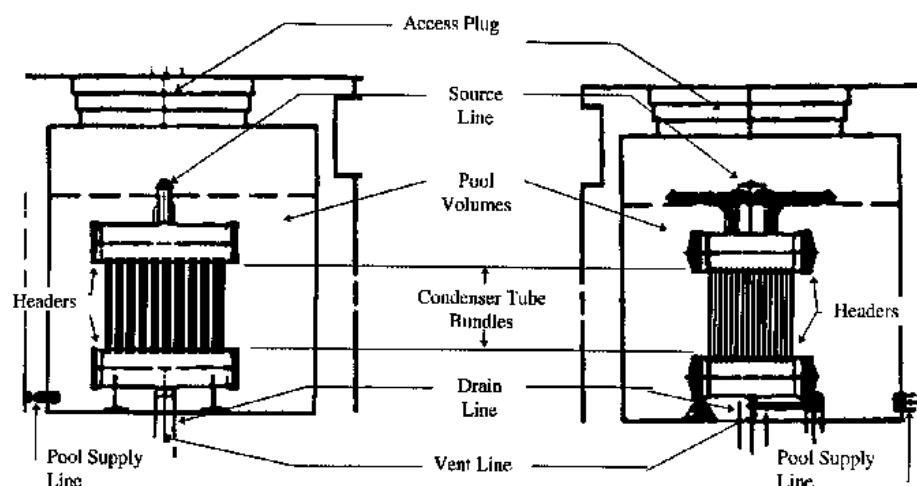 Access Plug
Source
Line
Pool
Volumes
Headers
Condenser Tube
Bundles
Headers
Drain
Line
Pool Supply
Line
Vent Line
Pool Supply
Line